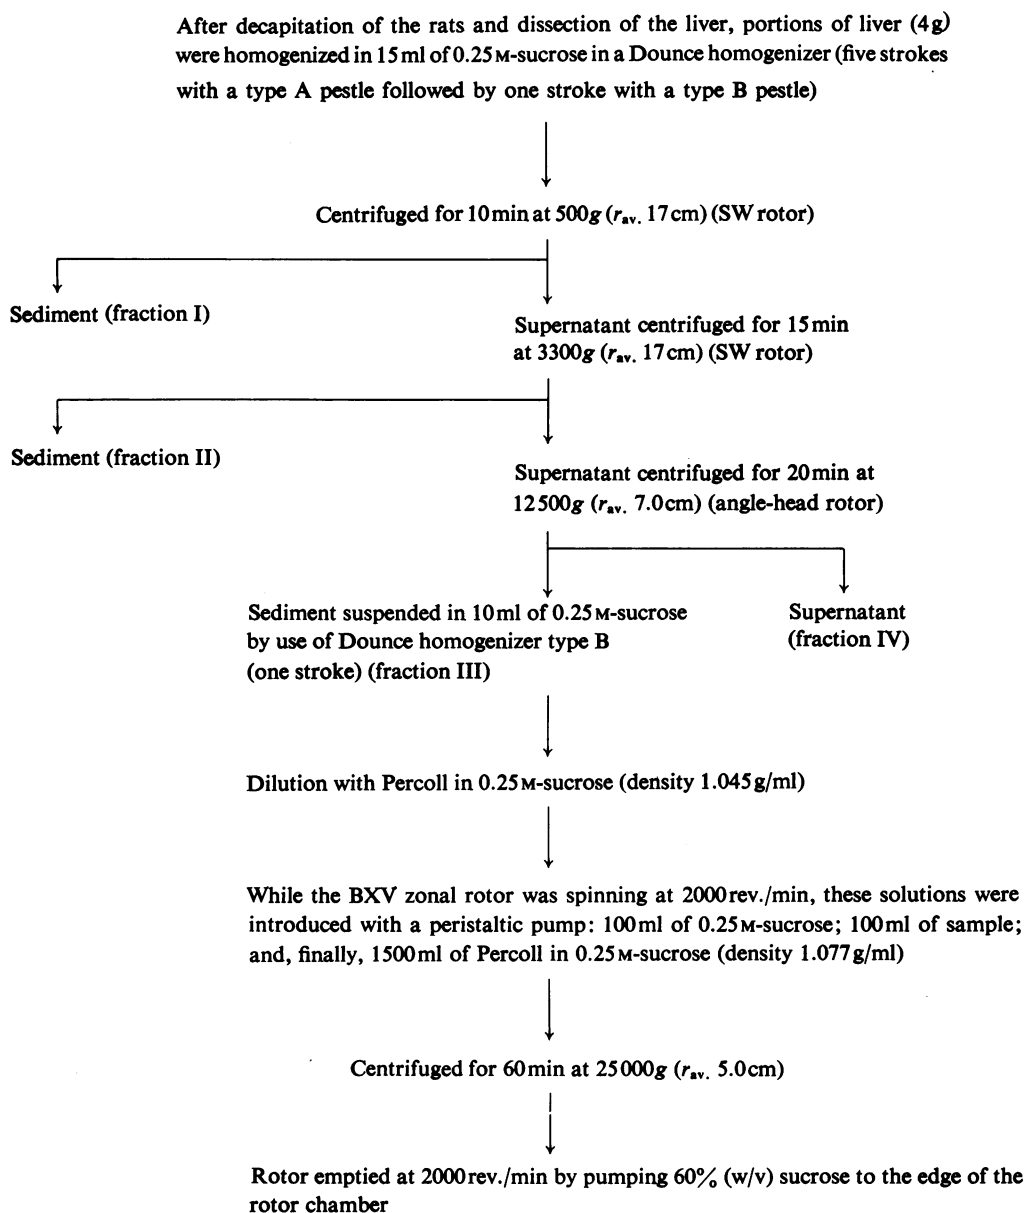 After decapitation of the rats and dissection of the liver, portions of liver (4g)
were homogenized in 15ml of 0.25M-sucrose in a Dounce homogenizer (five strokes
with a type A pestle followed by one stroke with a type B pestle)
Centrifuged for 10min at 500g (rav. 17cm) (SW rotor)
Sediment (fraction I)
Supernatant centrifuged for 15min
at 3300g (rav. 17cm) (SW rotor)
Sediment (fraction II)
Supernatant centrifuged for 20min at
12500g (rav. 7.0cm) (angle-head rotor)
Sediment suspended in 10ml of 0.25M-sucrose
by use of Dounce homogenizer type B
(one stroke) (fraction III)
Supernatant
(fraction IV)
Dilution with Percoll in 0.25M-sucrose (density 1.045g/ml)
While the BXV zonal rotor was spinning at 2000rev./min, these solutions were
introduced with a peristaltic pump: 100ml of 0.25M-sucrose; 100ml of sample;
and, finally, 1500ml of Percoll in 0.25M-sucrose (density 1.077g/ml)
Centrifuged for 60min at 25000g (rav. 5.0cm)
Rotor emptied at 2000rev./min by pumping 60% (w/v) sucrose to the edge of the
rotor chamber